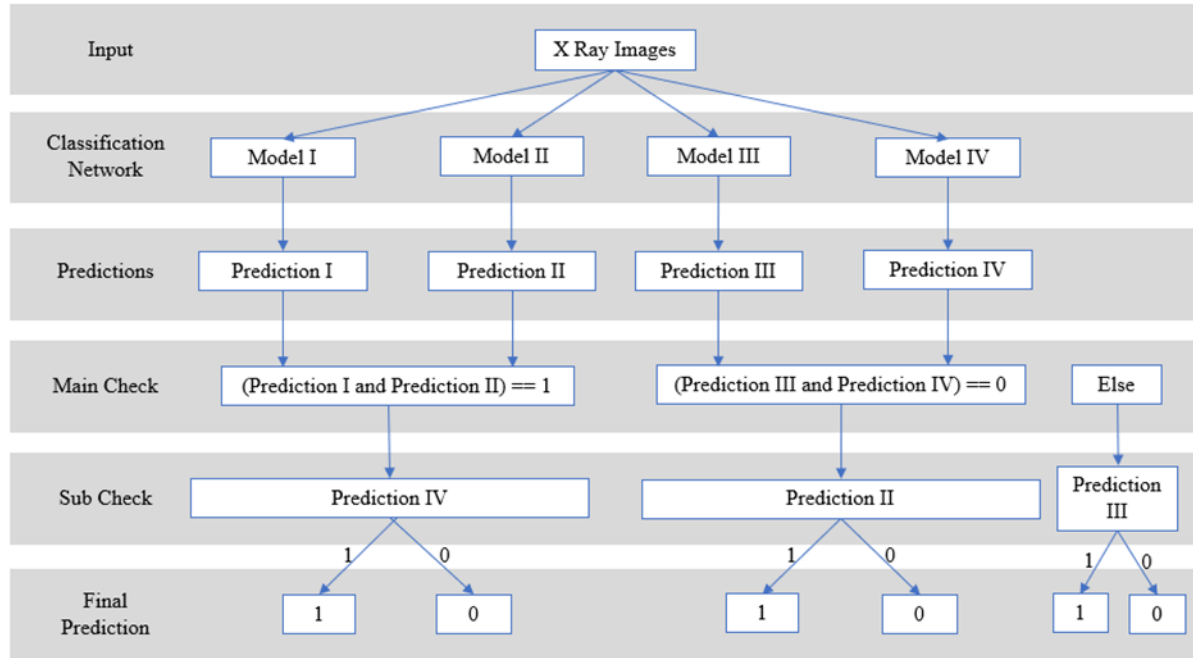 Input
X Ray Images
Classification
Network
Model I
Model II
Model III
Model IV
Predictions
Prediction I
Prediction II
Prediction III
Prediction IV
Main Check
(Prediction I and Prediction II) == 1
(Prediction III and Prediction IV) == 0
Else
Sub Check
Prediction IV
Prediction II
Prediction
III
1
0
1
0
1
0
Final
Prediction
1
0
1
0
1
0